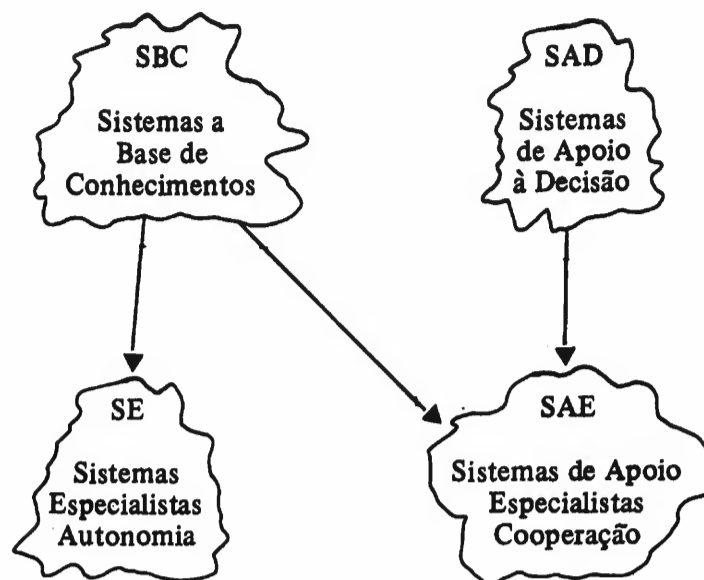 SBC
Sistemas a
Base de
Conhecimentos
SAD
Sistemas
de Apoio
à Decisão
SE
Sistemas
Especialistas
Autonomia
SAE
Sistemas de Apoio
Especialistas
Cooperação